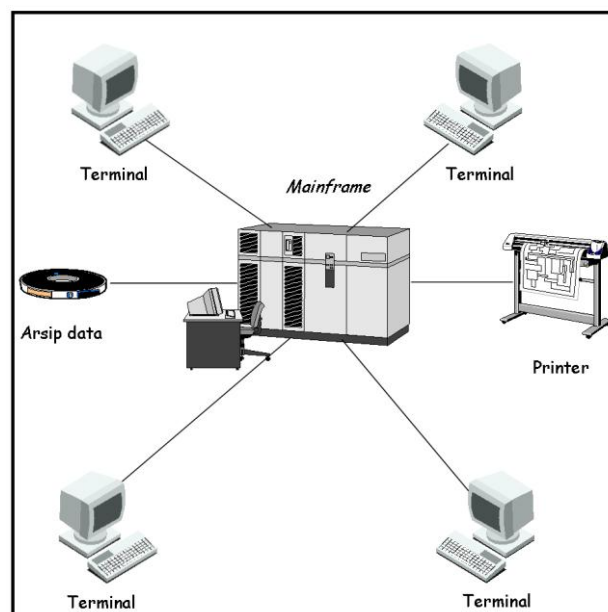 Terminal
Terminal
Mainframe
Arsip data
Printer
Terminal
Terminal